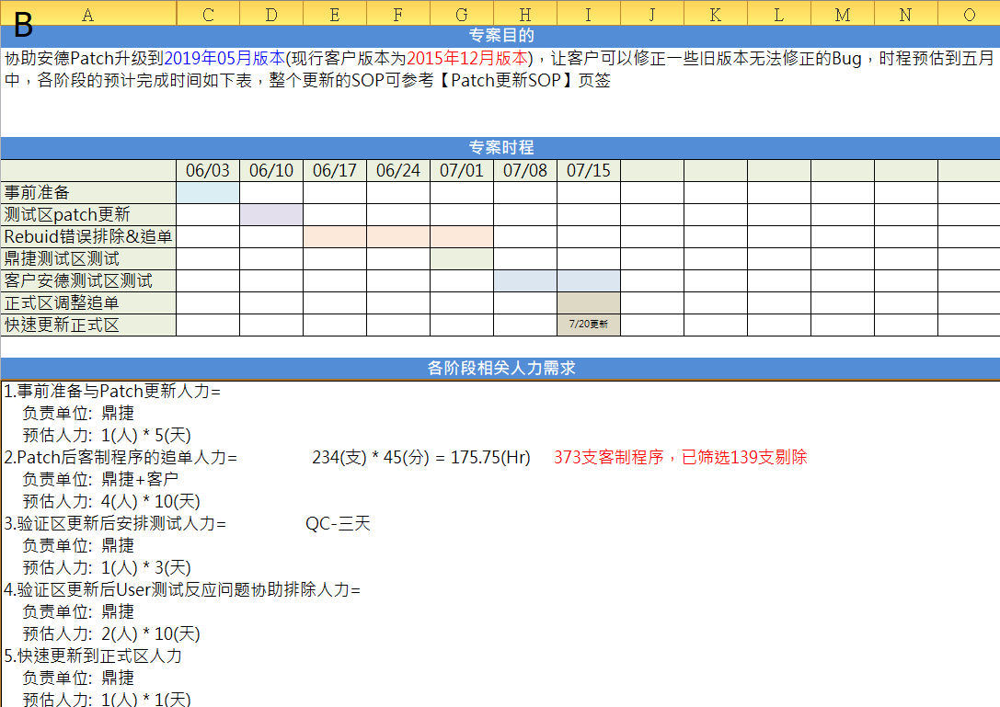 B
A C D E F G H I J K L M N O
专案目的
协助安德Patch升级到2019年05月版本(现行客户版本为2015年12月版本)，让客户可以修正一些旧版本无法修正的Bug，时程预估到五月
中，各阶段的预计完成时间如下表，整个更新的SOP可参考【Patch更新SOP】页签
专案时程
06/03 06/10 06/17 06/24 07/01 07/08 07/15
事前准备
测试区patch更新
Rebuid错误排除&追单
鼎捷测试区测试
客户安德测试区测试
正式区调整追单
快速更新正式区 7/20更新
各阶段相关人力需求
1.事前准备与Patch更新人力=
负责单位: 鼎捷
预估人力: 1(人) * 5(天)
2.Patch后客制程序的追单人力= 234(支) * 45(分) = 175.75(Hr) 373支客制程序，已筛选139支剔除
负责单位: 鼎捷+客户
预估人力: 4(人) * 10(天)
3.验证区更新后安排测试人力= QC-三天
负责单位: 鼎捷
预估人力: 1(人) * 3(天)
4.验证区更新后User测试反应问题协助排除人力=
负责单位: 鼎捷
预估人力: 2(人) * 10(天)
5.快速更新到正式区人力
负责单位: 鼎捷
预估人力: 1(人) * 1(天)